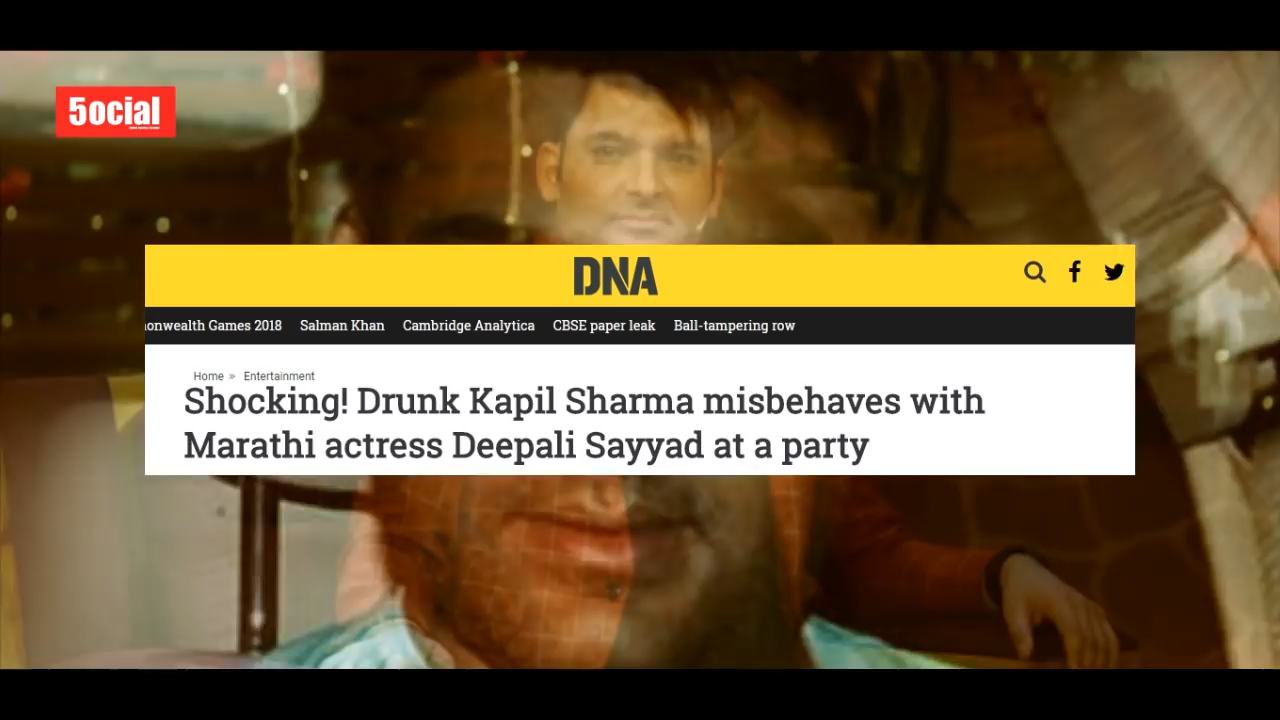 5ocial
DNA
onwealth Games 2018 Salman Khan Cambridge Analytica CBSE paper leak Ball-tampering row
Home » Entertainment
Shocking! Drunk Kapil Sharma misbehaves with
Marathi actress Deepali Sayyad at a party